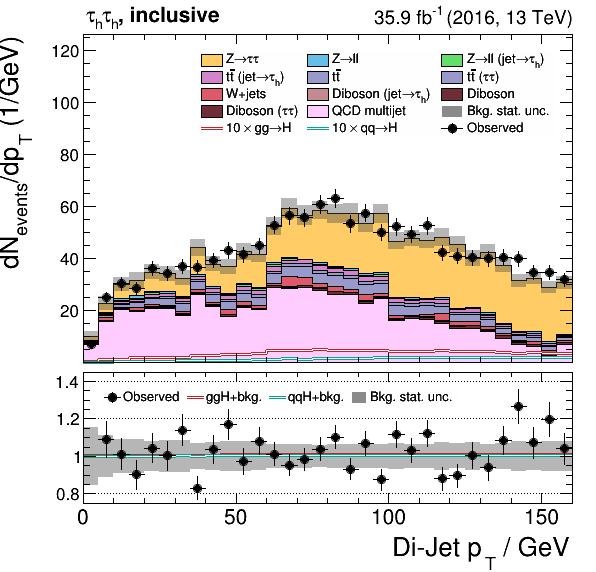 τhτh, inclusive 35.9 fb-1 (2016, 13 TeV)
dNevents/dpT (1/GeV)
120
100
80
60
40
20
Z→ττ Z→ll Z→ll (jet→τh)
tt̄ (jet→τh) tt̄ tt̄ (ττ)
W+jets Diboson (jet→τh) Diboson
Diboson (ττ) QCD multijet Bkg. stat. unc.
10 × gg→H 10 × qq→H Observed
1.4
1.2
1
0.8
Observed ggH+bkg. qqH+bkg. Bkg. stat. unc.
0 50 100 150
Di-Jet pT / GeV